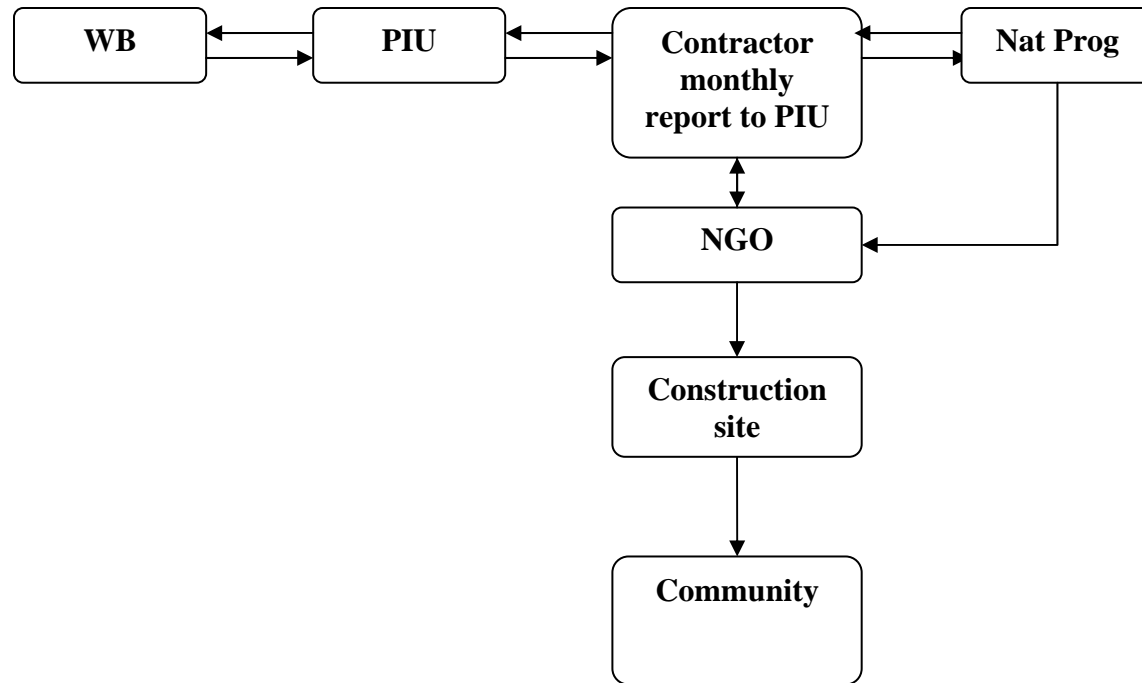 WB
PIU
Contractor
monthly
report to PIU
Nat Prog
NGO
Construction
site
Community